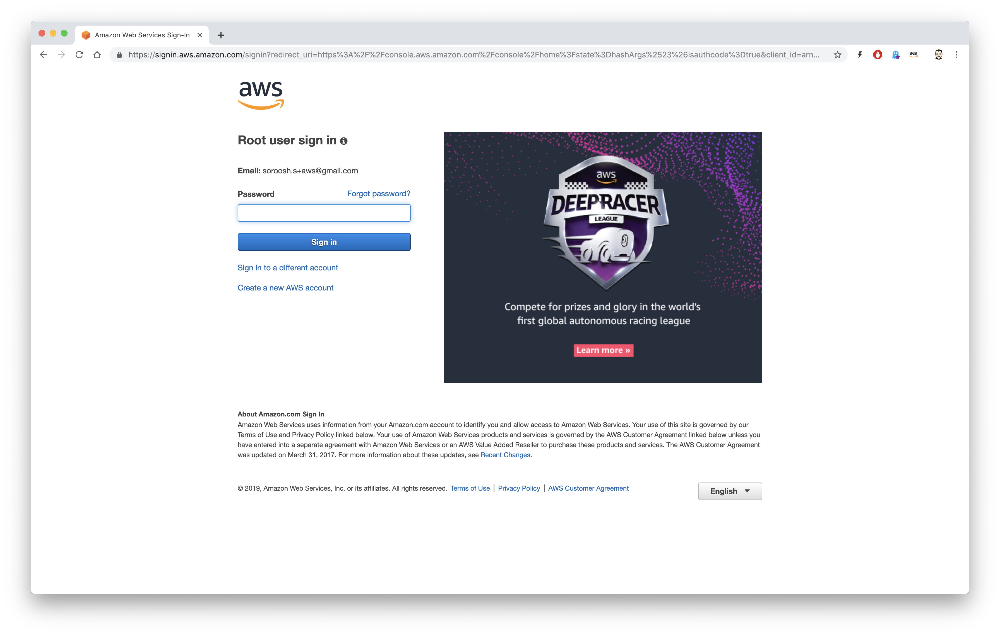 Amazon Web Services Sign-In
https://signin.aws.amazon.com/signin?redirect_uri=https%3A%2F%2Fconsole.aws.amazon.com%2Fconsole%2Fhome%3Fstate%3DhashArgs%2523%26isauthcode%3Dtrue&client_id=arn...
aea
aws
Root user sign in
Email: soroosh.s+aws@gmail.com
Password
Forgot password?
Sign in
Sign in to a different account
Create a new AWS account
aws
DEEPRACER
LEAGUE
Compete for prizes and glory in the world's
first global autonomous racing league
Learn more »
About Amazon.com Sign In
Amazon Web Services uses information from your Amazon.com account to identify you and allow access to Amazon Web Services. Your use of this site is governed by our
Terms of Use and Privacy Policy linked below. Your use of Amazon Web Services products and services is governed by the AWS Customer Agreement linked below unless you
have entered into a separate agreement with Amazon Web Services or an AWS Value Added Reseller to purchase these products and services. The AWS Customer Agreement
was updated on March 31, 2017. For more information about these updates, see Recent Changes.
© 2019, Amazon Web Services, Inc. or its affiliates. All rights reserved. Terms of Use | Privacy Policy | AWS Customer Agreement
English